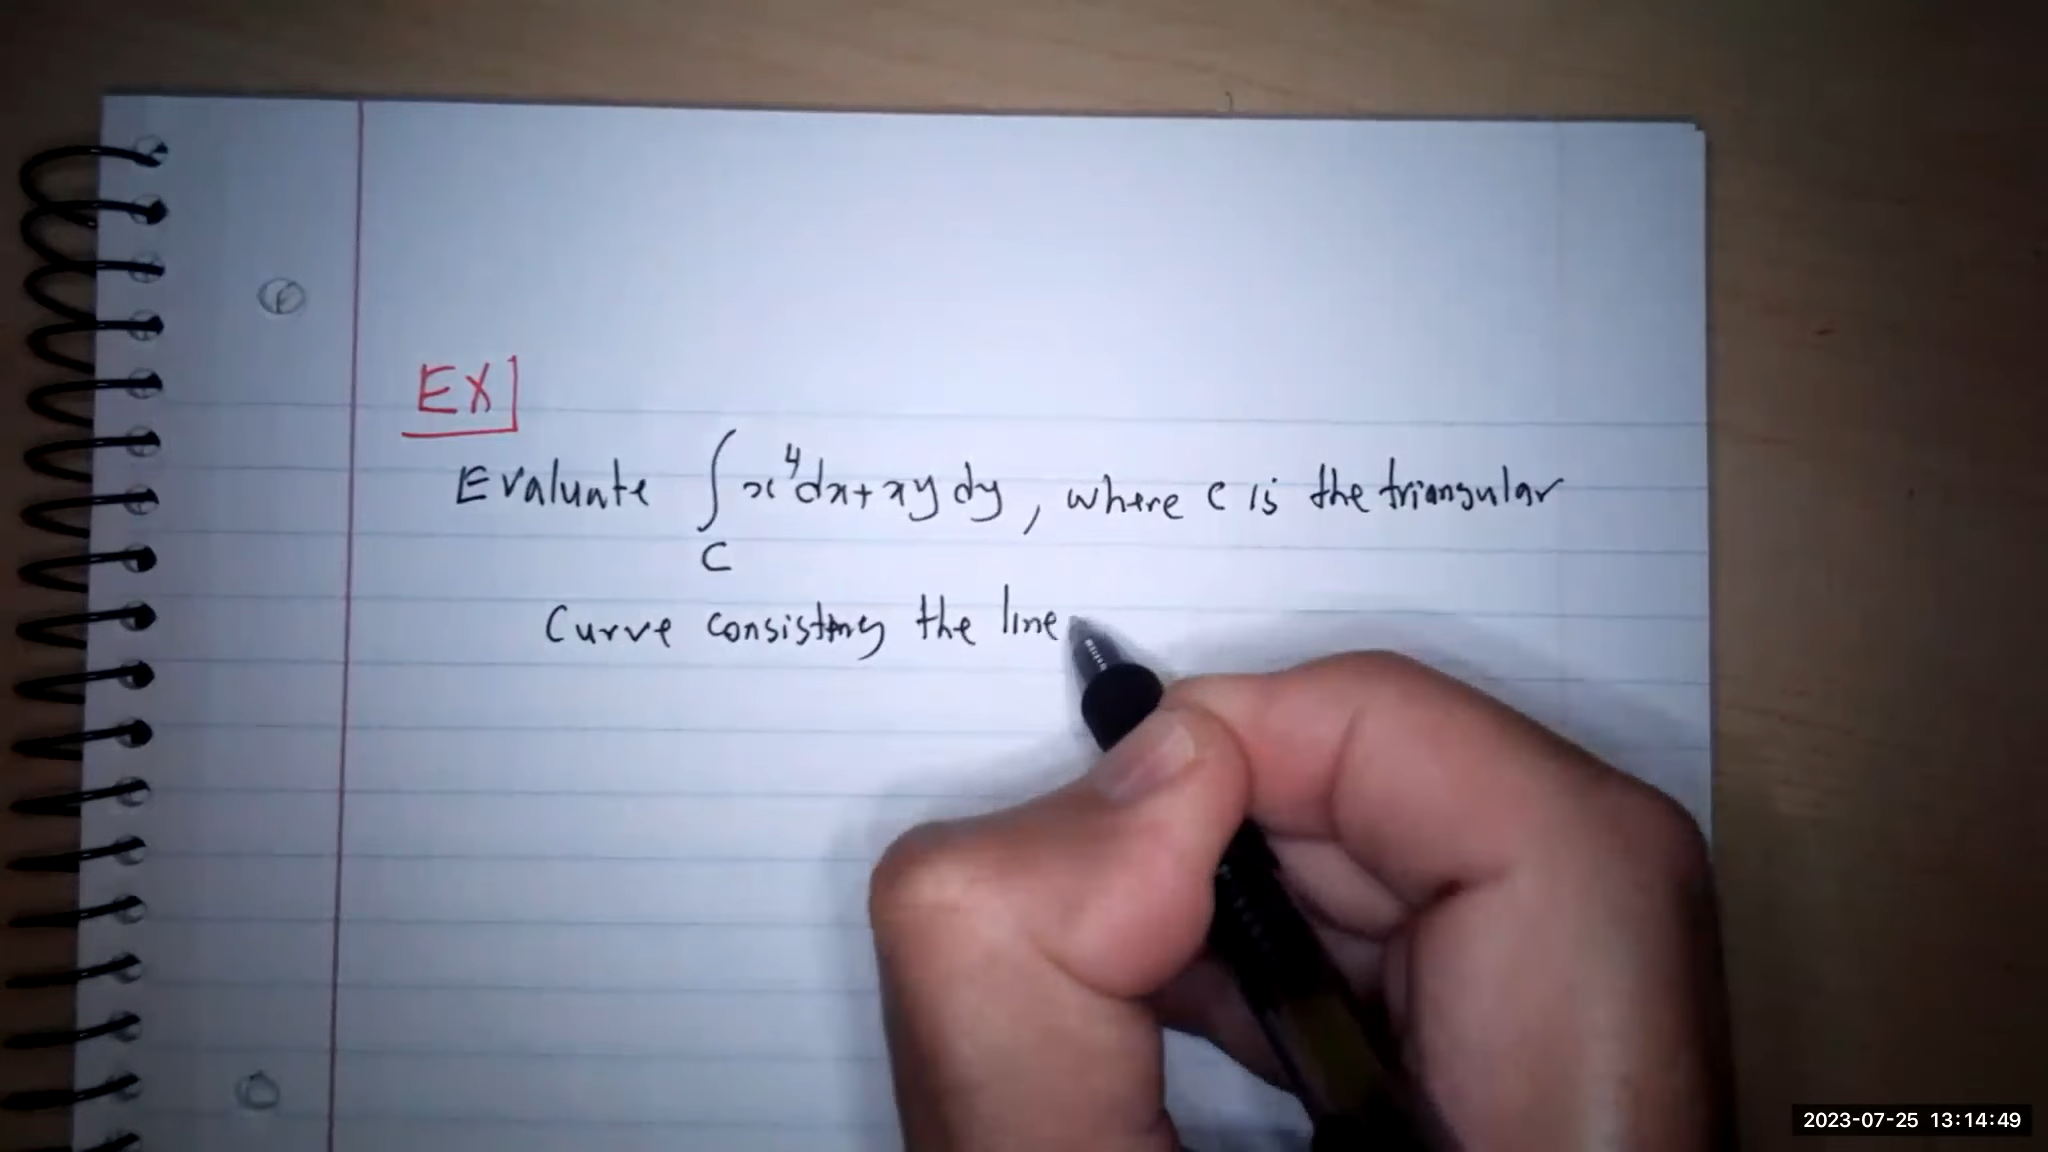 EX
Evaluate ∫_C x⁴dx + xy dy, where C is the triangular
Curve consisting the line
2023-07-25 13:14:49